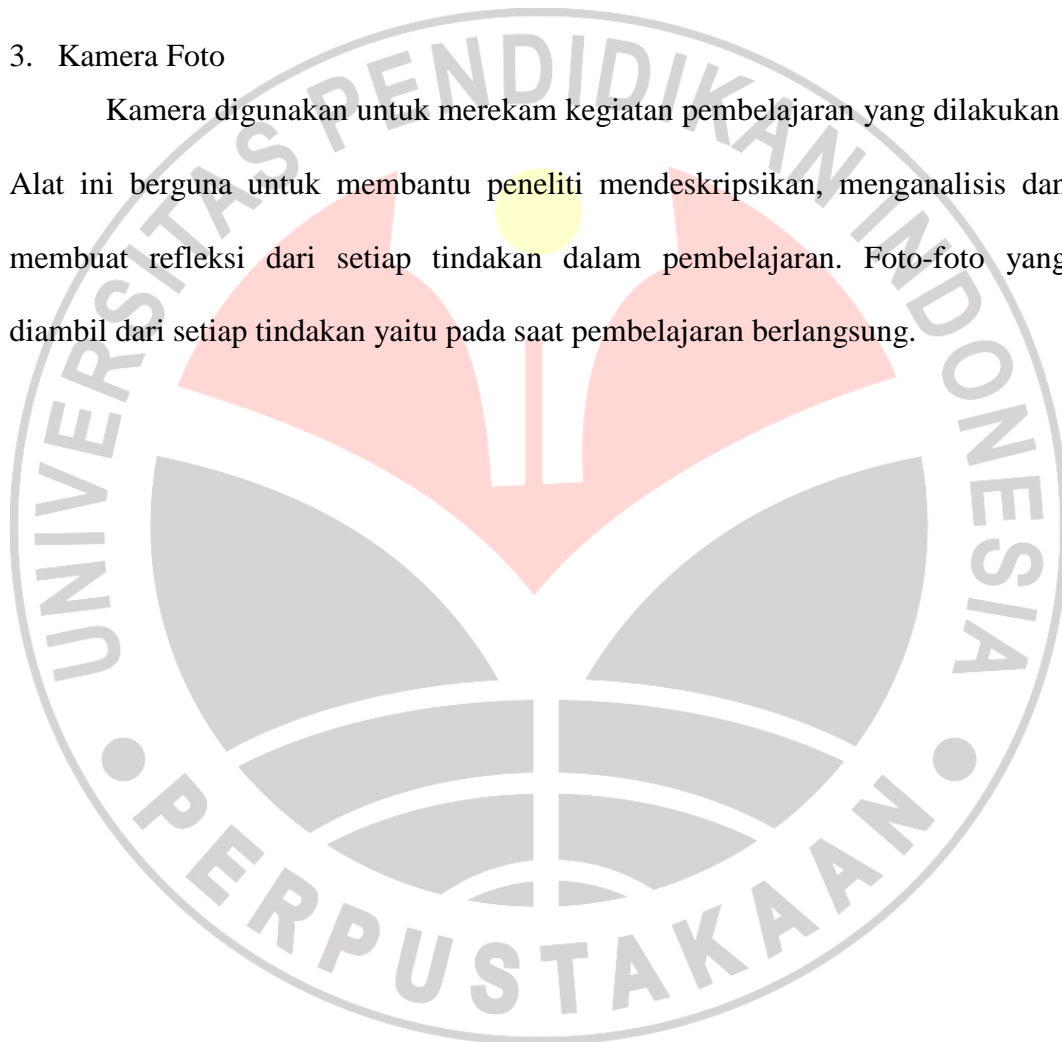 3. Kamera Foto
Kamera digunakan untuk merekam kegiatan pembelajaran yang dilakukan.
Alat ini berguna untuk membantu peneliti mendeskripsikan, menganalisis dan
membuat refleksi dari setiap tindakan dalam pembelajaran. Foto-foto yang
diambil dari setiap tindakan yaitu pada saat pembelajaran berlangsung.
UNIVERSITAS PENDIDIKAN INDONESIA
PERPUSTAKAAN